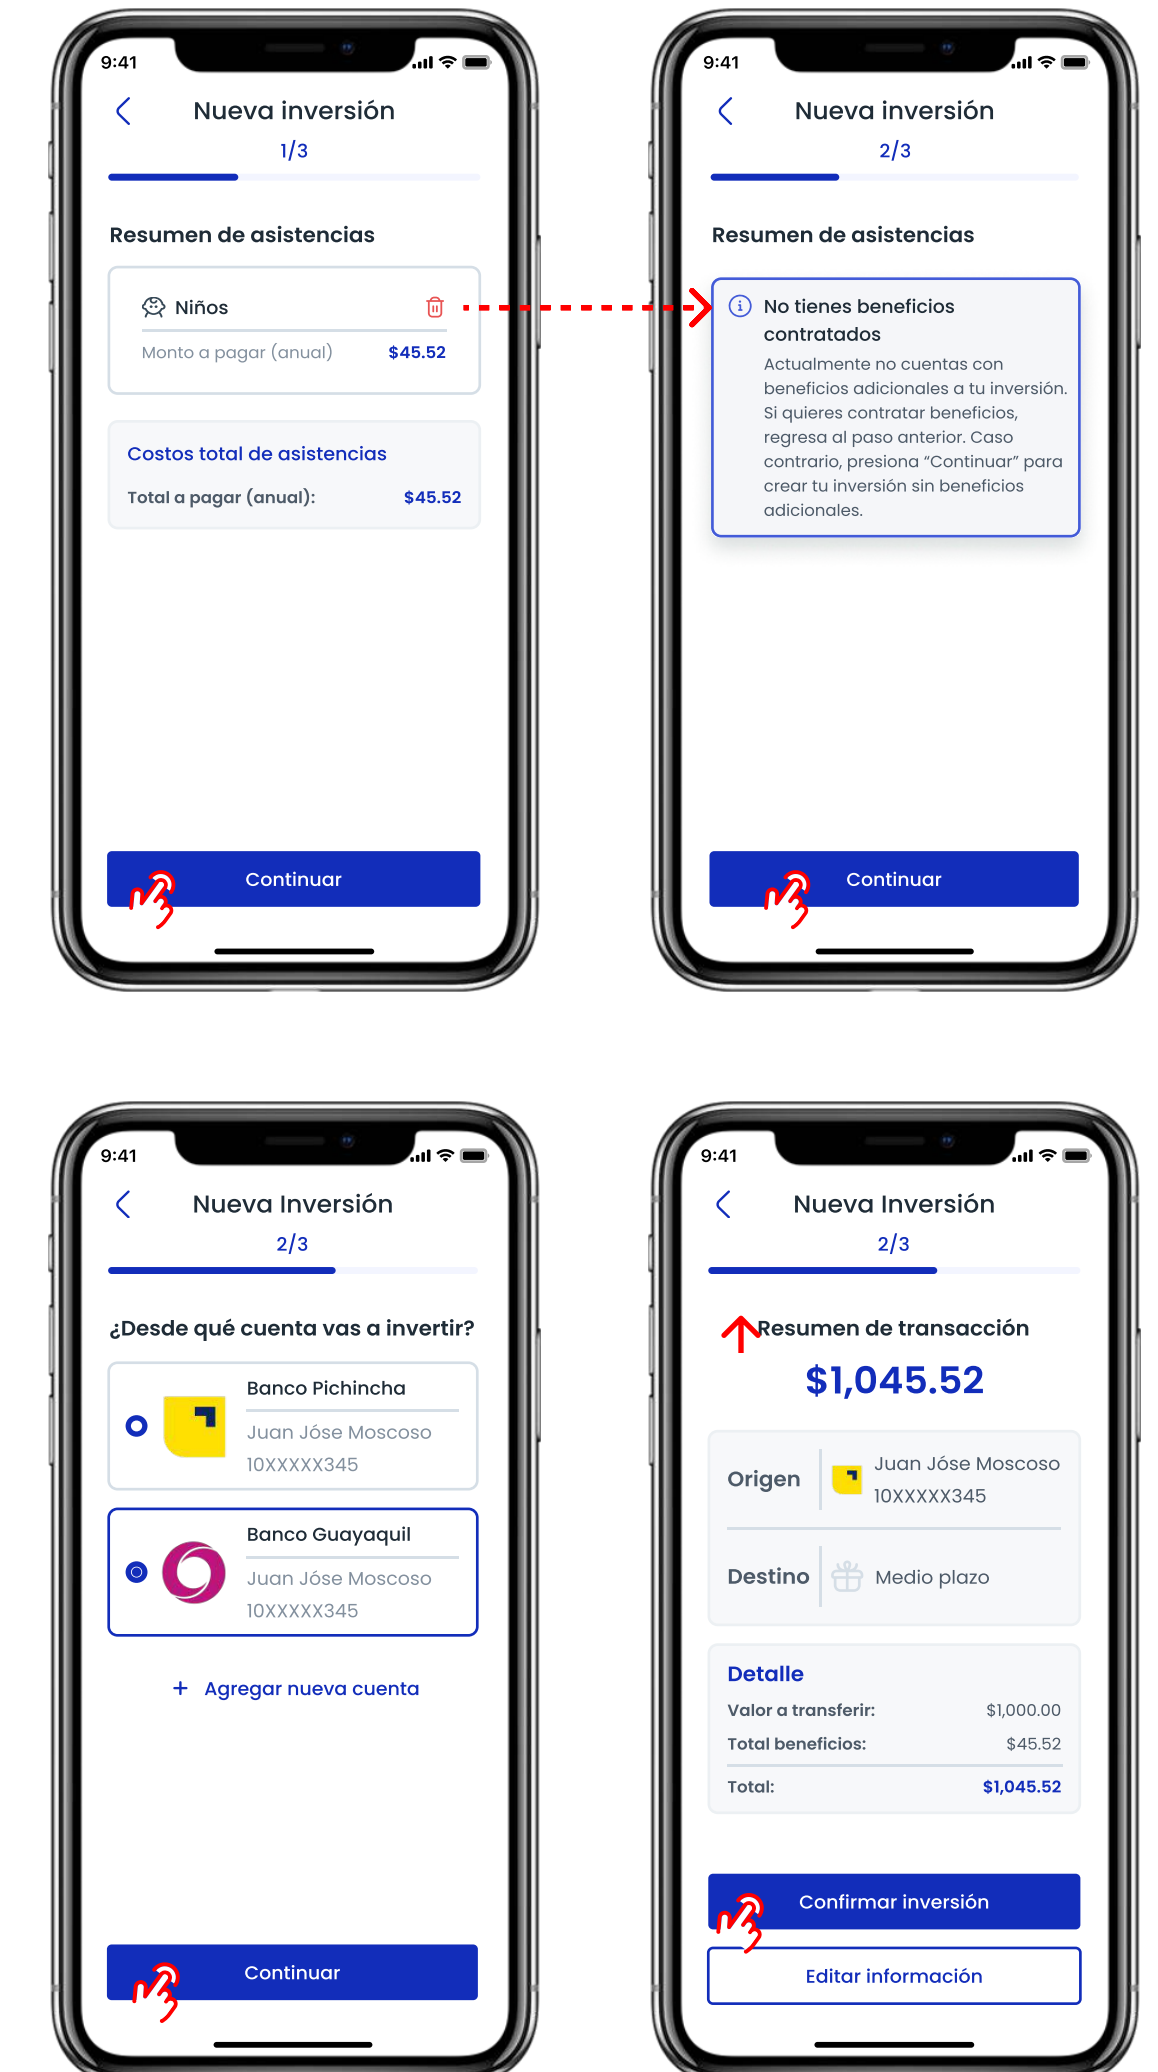 9:41
Nueva inversión
1/3
Resumen de asistencias
Niños
Monto a pagar (anual) $45.52
Costos total de asistencias
Total a pagar (anual): $45.52
Continuar
9:41
Nueva inversión
2/3
Resumen de asistencias
No tienes beneficios
contratados
Actualmente no cuentas con
beneficios adicionales a tu inversión.
Si quieres contratar beneficios,
regresa al paso anterior. Caso
contrario, presiona “Continuar” para
crear tu inversión sin beneficios
adicionales.
Continuar
9:41
Nueva Inversión
2/3
¿Desde qué cuenta vas a invertir?
Banco Pichincha
Juan Jóse Moscoso
10XXXXX345
Banco Guayaquil
Juan Jóse Moscoso
10XXXXX345
+ Agregar nueva cuenta
Continuar
9:41
Nueva Inversión
2/3
Resumen de transacción
$1,045.52
Origen
Juan Jóse Moscoso
10XXXXX345
Destino
Medio plazo
Detalle
Valor a transferir: $1,000.00
Total beneficios: $45.52
Total: $1,045.52
Confirmar inversión
Editar información